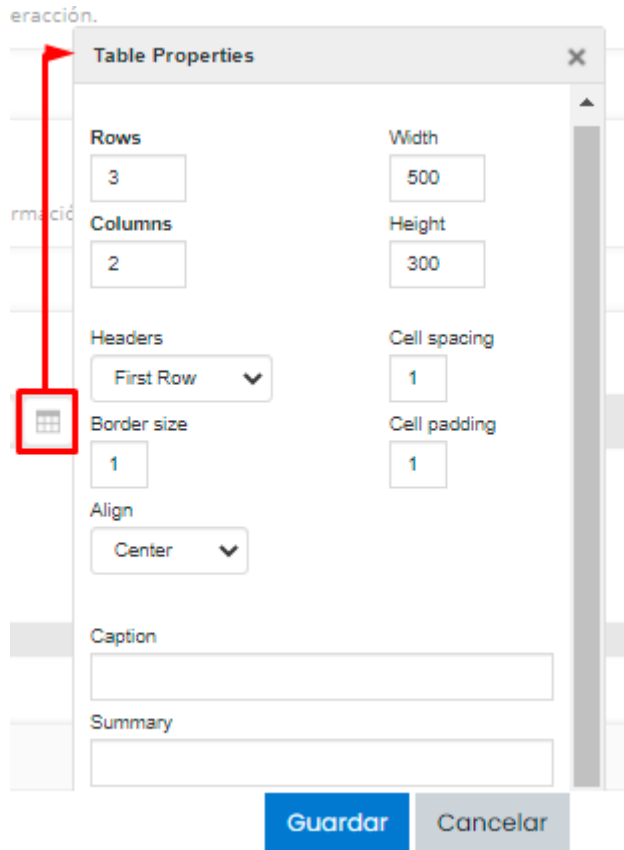 eracción.
Table Properties
Rows
Width
3
500
rmació
Columns
Height
2
300
Headers
Cell spacing
First Row
1
Border size
Cell padding
1
1
Align
Center
Caption
Summary
Guardar
Cancelar